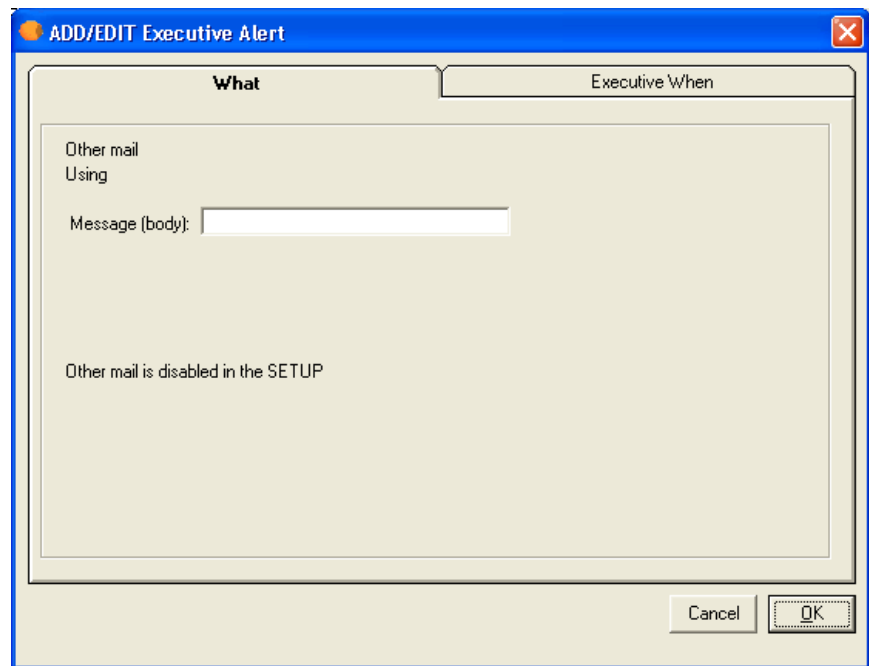 ADD/EDIT Executive Alert
What
Executive When
Other mail
Using
Message (body):
Other mail is disabled in the SETUP
Cancel
OK